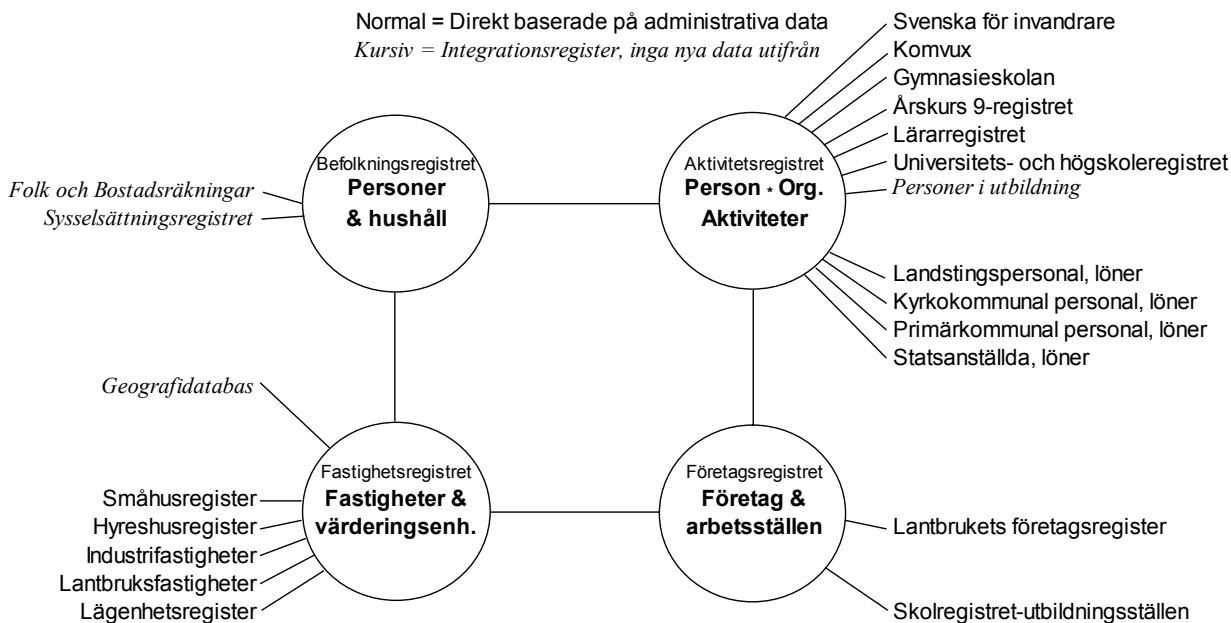 Normal = Direkt baserade på administrativa data
Kursiv = Integrationsregister, inga nya data utifrån
Svenska för invandrare
Komvux
Gymnasieskolan
Årskurs 9-registret
Lärarregistret
Universitets- och högskoleregistret
Personer i utbildning
Befolkningsregistret
Personer
& hushåll
Folk och Bostadsräkningar
Sysselsättningsregistret
Aktivitetsregistret
Person * Org.
Aktiviteter
Landstingspersonal, löner
Kyrkokommunal personal, löner
Primärkommunal personal, löner
Statsanställda, löner
Geografidatabas
Fastighetsregistret
Fastigheter &
värderingsenh.
Småhusregister
Hyreshusregister
Industrifastigheter
Lantbruksfastigheter
Lägenhetsregister
Företagsregistret
Företag &
arbetsställen
Lantbrukets företagsregister
Skolregistret-utbildningsställen